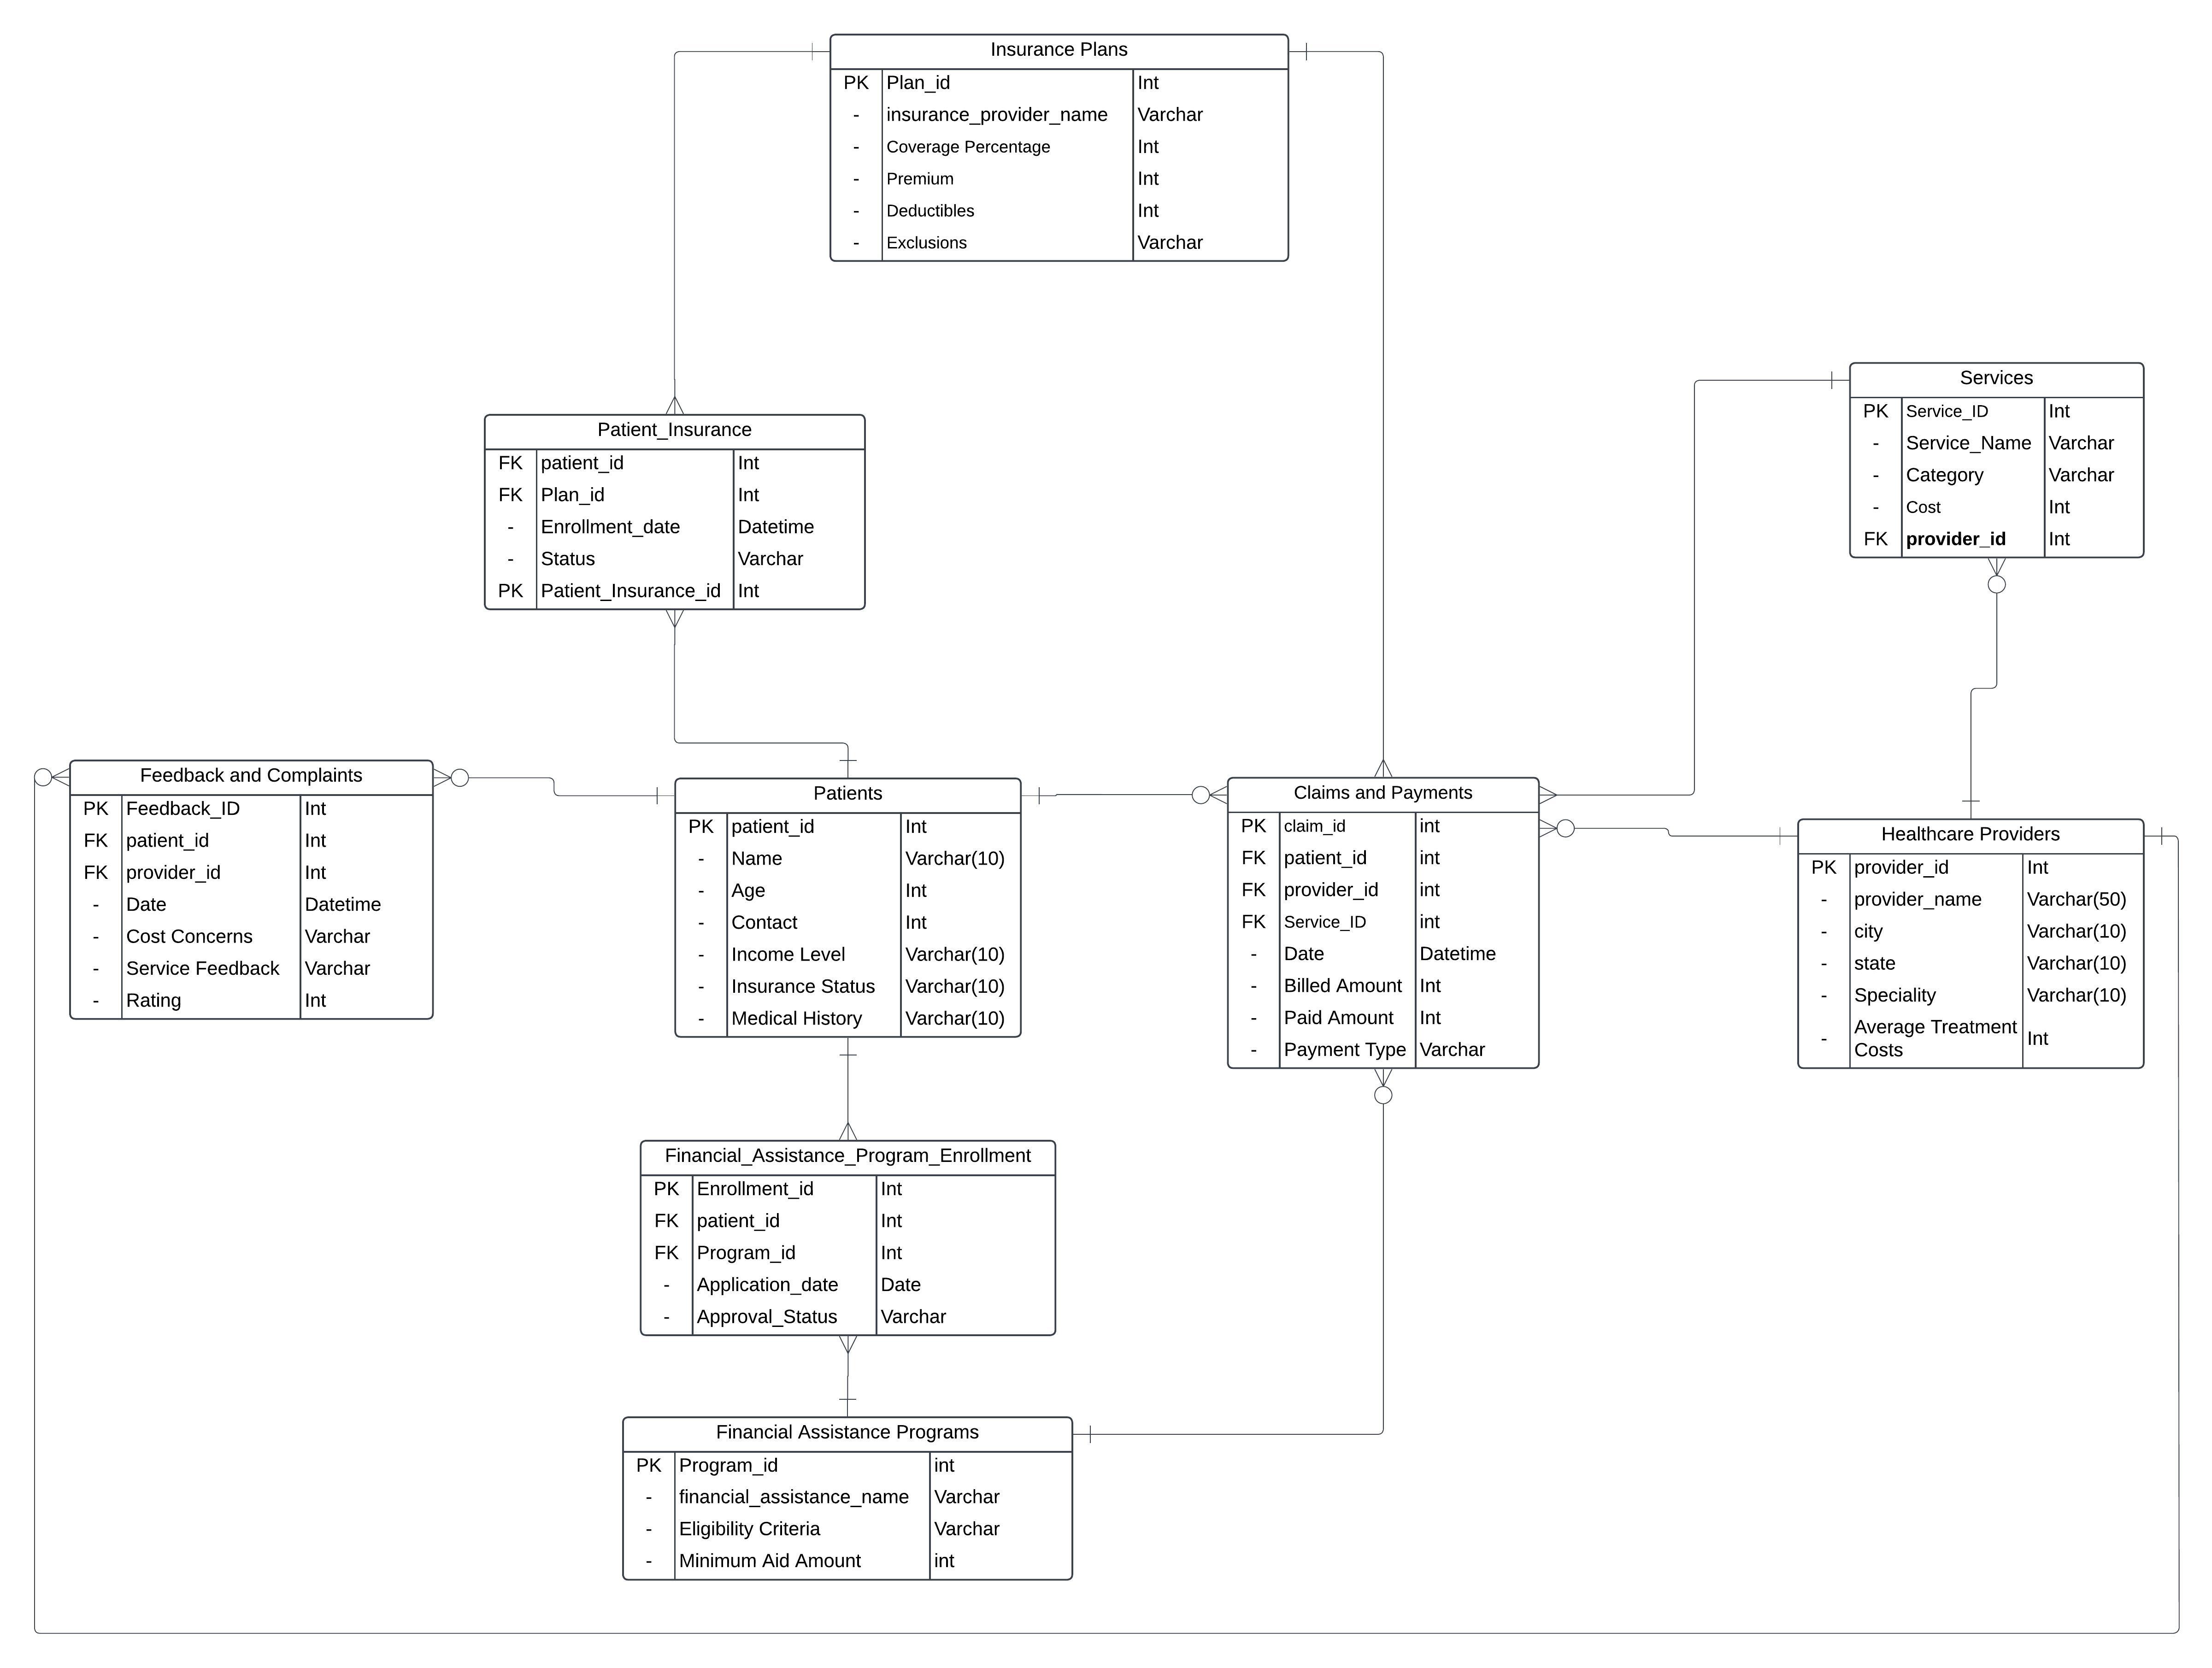 Insurance Plans
PK Plan_id Int
- insurance_provider_name Varchar
- Coverage Percentage Int
- Premium Int
- Deductibles Int
- Exclusions Varchar
Services
PK Service_ID Int
- Service_Name Varchar
- Category Varchar
- Cost Int
FK provider_id Int
Patient_Insurance
FK patient_id Int
FK Plan_id Int
- Enrollment_date Datetime
- Status Varchar
PK Patient_Insurance_id Int
Feedback and Complaints
PK Feedback_ID Int
FK patient_id Int
FK provider_id Int
- Date Datetime
- Cost Concerns Varchar
- Service Feedback Varchar
- Rating Int
Patients
PK patient_id Int
- Name Varchar(10)
- Age Int
- Contact Int
- Income Level Varchar(10)
- Insurance Status Varchar(10)
- Medical History Varchar(10)
Claims and Payments
PK claim_id int
FK patient_id int
FK provider_id int
FK Service_ID int
- Date Datetime
- Billed Amount Int
- Paid Amount Int
- Payment Type Varchar
Healthcare Providers
PK provider_id Int
- provider_name Varchar(50)
- city Varchar(10)
- state Varchar(10)
- Speciality Varchar(10)
- Average Treatment
Costs Int
Financial_Assistance_Program_Enrollment
PK Enrollment_id Int
FK patient_id Int
FK Program_id Int
- Application_date Date
- Approval_Status Varchar
Financial Assistance Programs
PK Program_id int
- financial_assistance_name Varchar
- Eligibility Criteria Varchar
- Minimum Aid Amount int